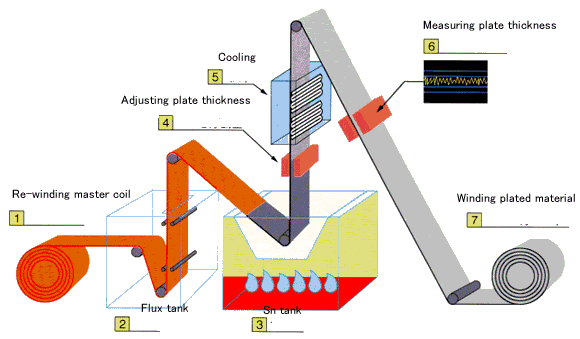 Measuring plate thickness
6
Cooling
5
Adjusting plate thickness
4
Re-winding master coil
1
Winding plated material
7
Flux tank
2
Sn tank
3